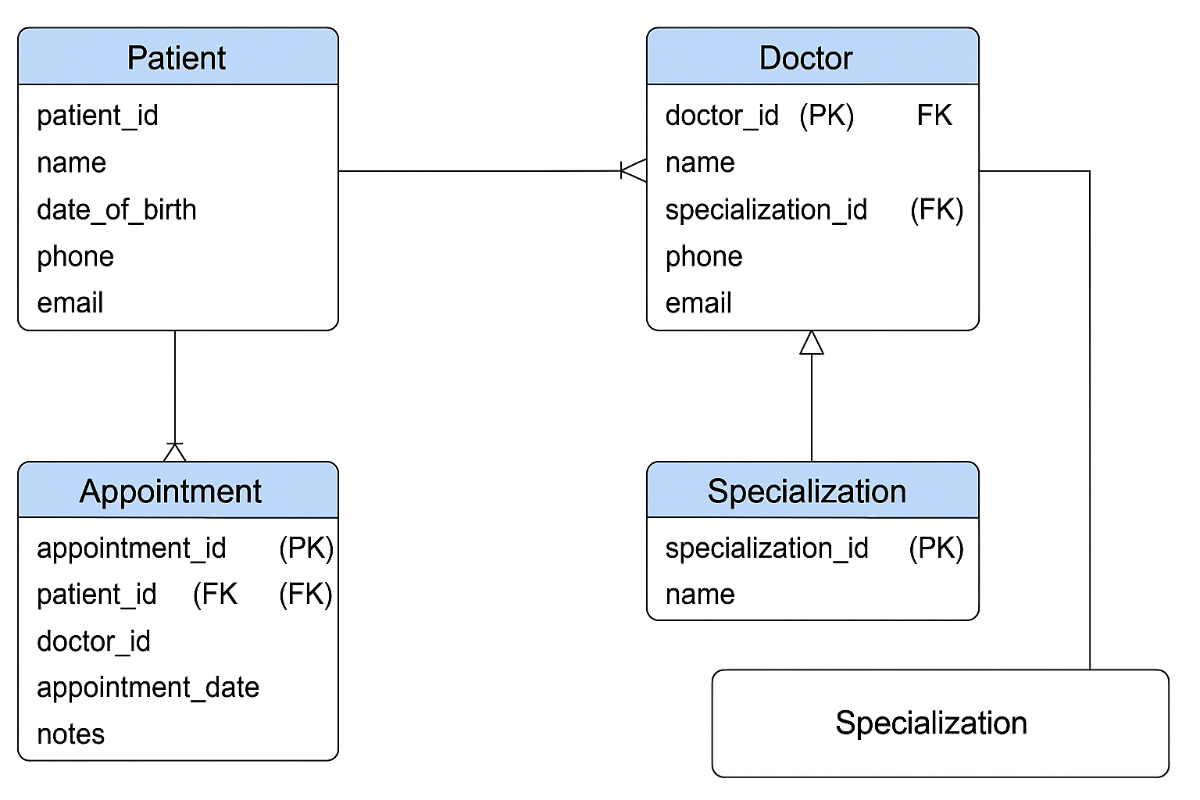 Patient
patient_id
name
date_of_birth
phone
email
Doctor
doctor_id (PK) FK
name
specialization_id (FK)
phone
email
Appointment
appointment_id (PK)
patient_id (FK (FK)
doctor_id
appointment_date
notes
Specialization
specialization_id (PK)
name
Specialization